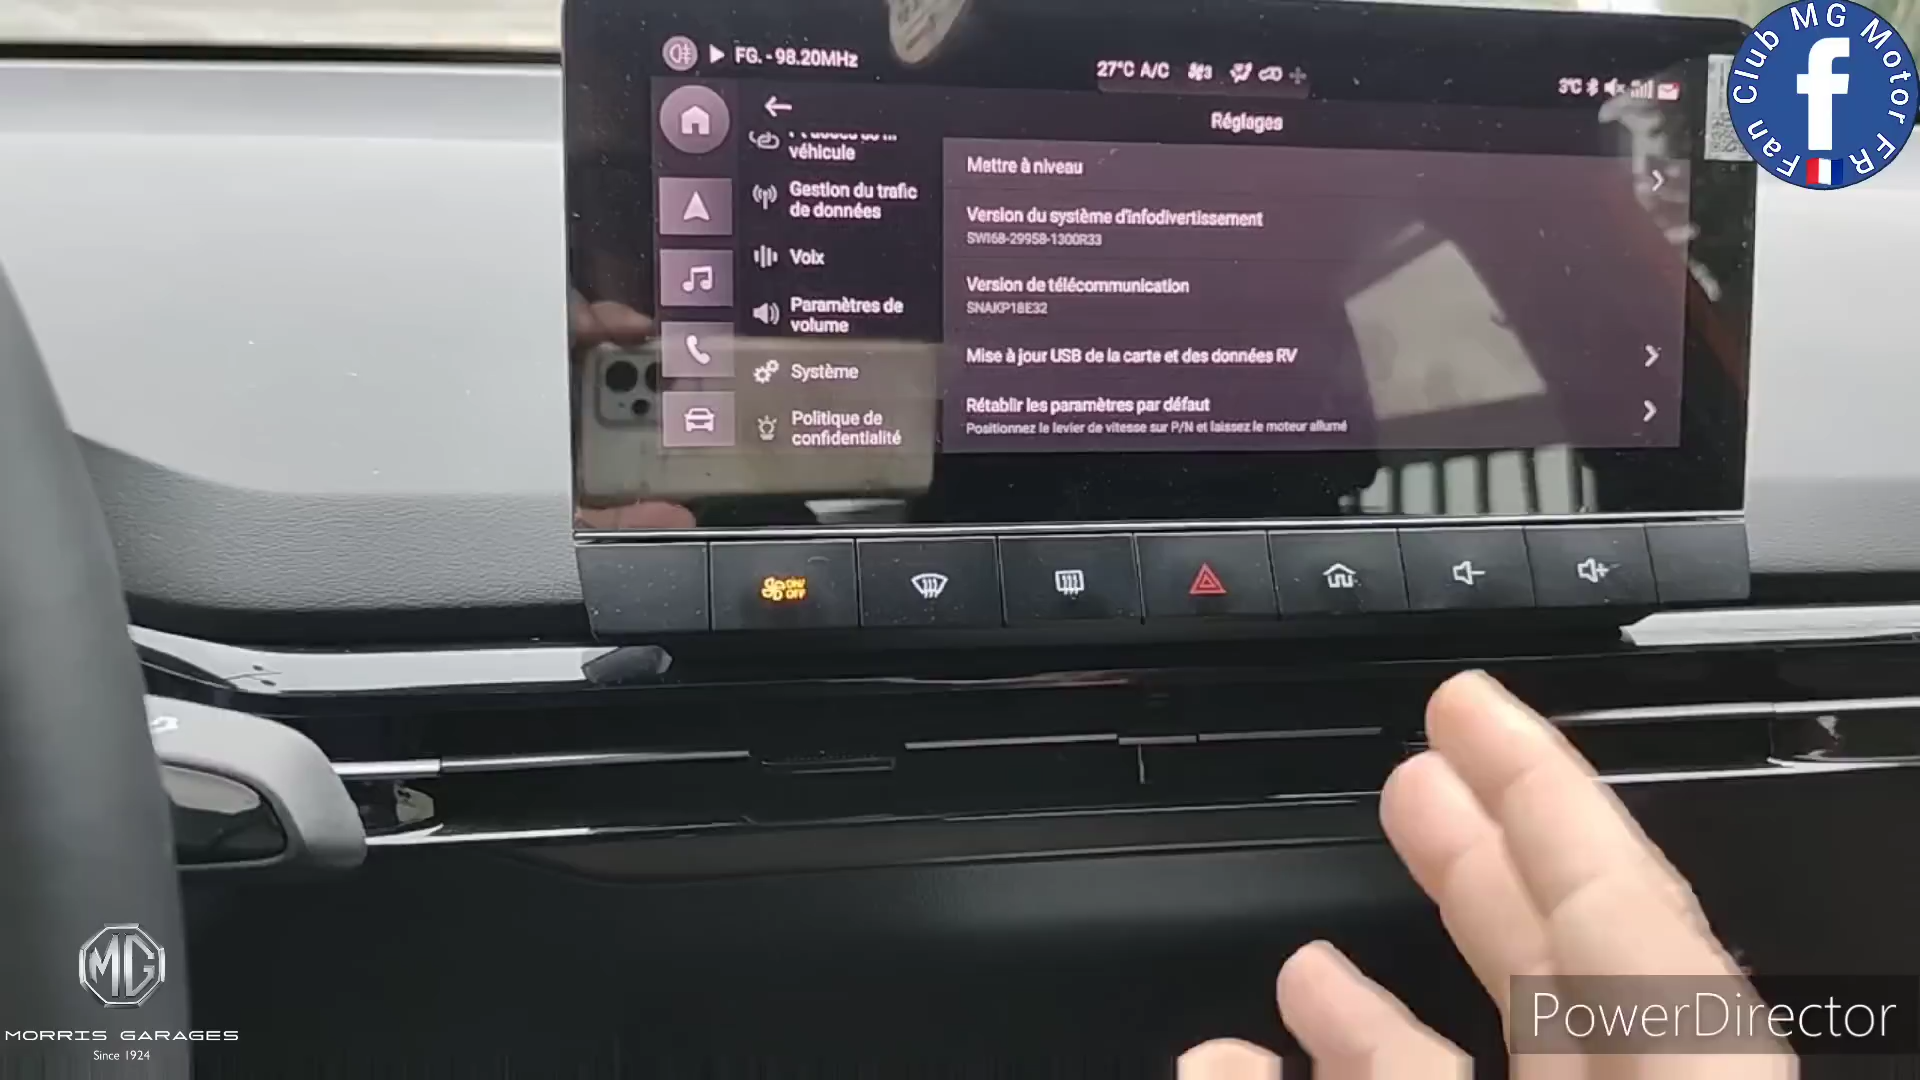 FG. - 98.20MHz
27°C A/C
3
3°C
Réglages
véhicule
Gestion du trafic
de données
Voix
Paramètres de
volume
Système
Politique de
confidentialité
Mettre à niveau
Version du système d'infodivertissement
SWI68-29958-1300R33
Version de télécommunication
SNAKP18E32
Mise à jour USB de la carte et des données RV
Rétablir les paramètres par défaut
Positionnez le levier de vitesse sur P/N et laissez le moteur allumé
ON/
OFF
Fan Club MG Motor FR
f
MG
MORRIS GARAGES
Since 1924
PowerDirector